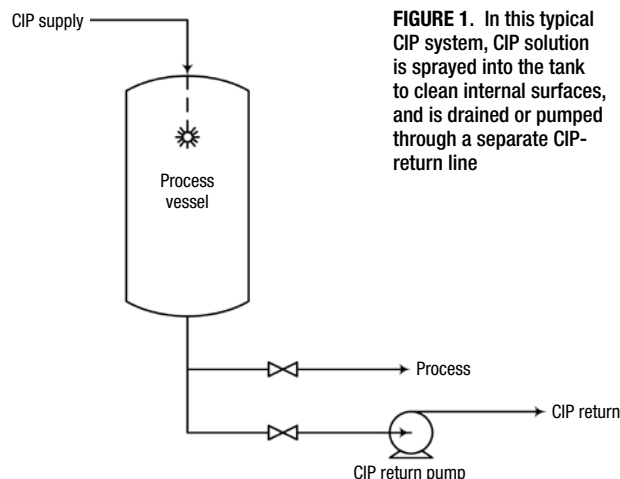 CIP supply
FIGURE 1. In this typical
CIP system, CIP solution
is sprayed into the tank
to clean internal surfaces,
and is drained or pumped
through a separate CIP-
return line
Process
vessel
Process
CIP return
CIP return pump